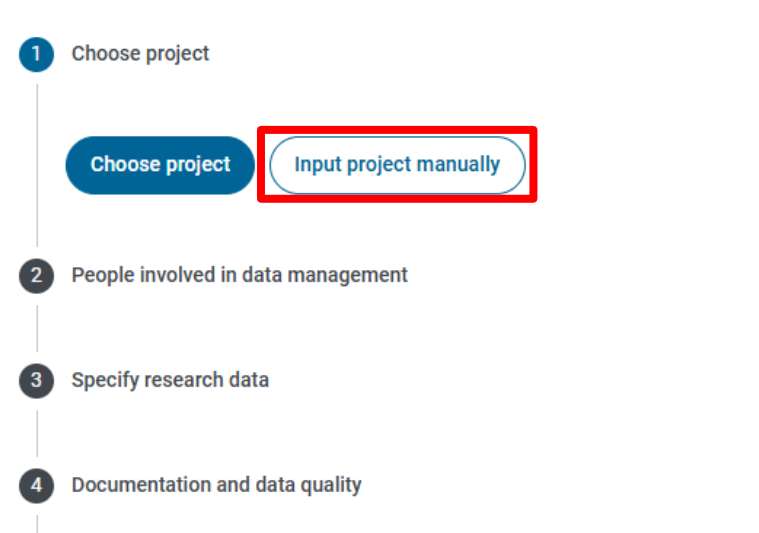 1 Choose project
Choose project Input project manually
2 People involved in data management
3 Specify research data
4 Documentation and data quality